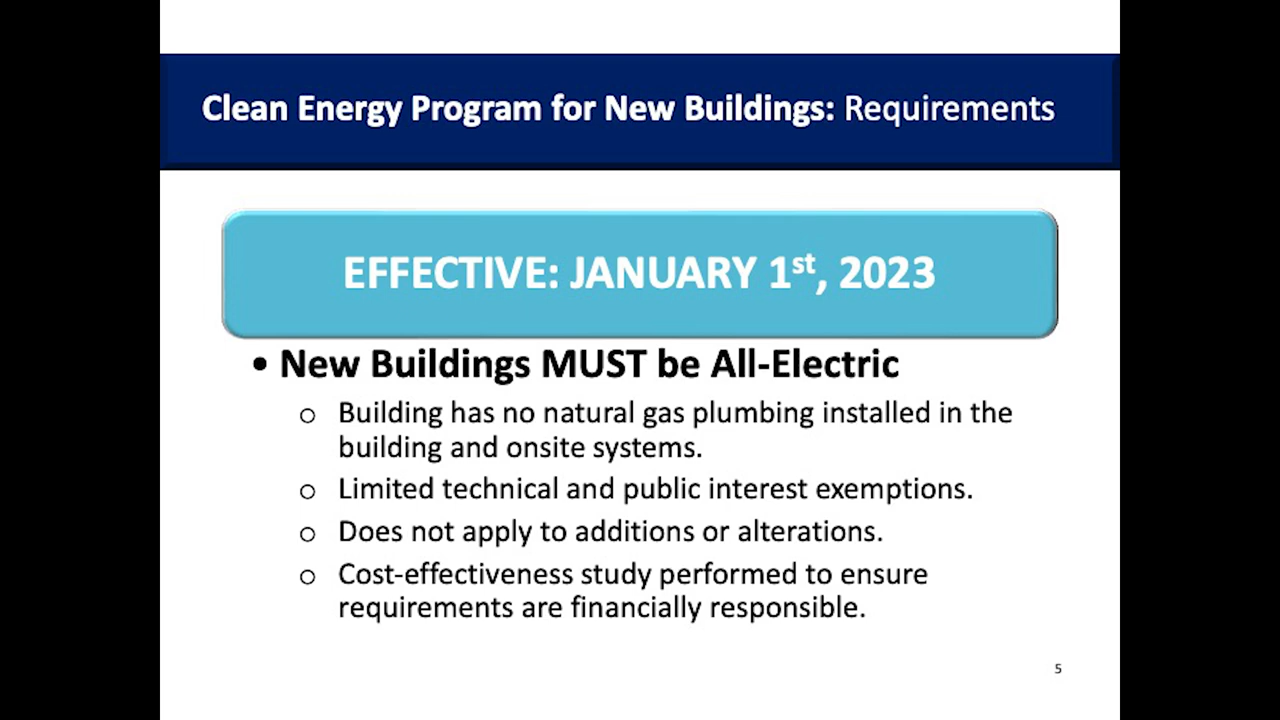 Clean Energy Program for New Buildings: Requirements
EFFECTIVE: JANUARY 1st, 2023
• New Buildings MUST be All-Electric
o Building has no natural gas plumbing installed in the
building and onsite systems.
o Limited technical and public interest exemptions.
o Does not apply to additions or alterations.
o Cost-effectiveness study performed to ensure
requirements are financially responsible.
5